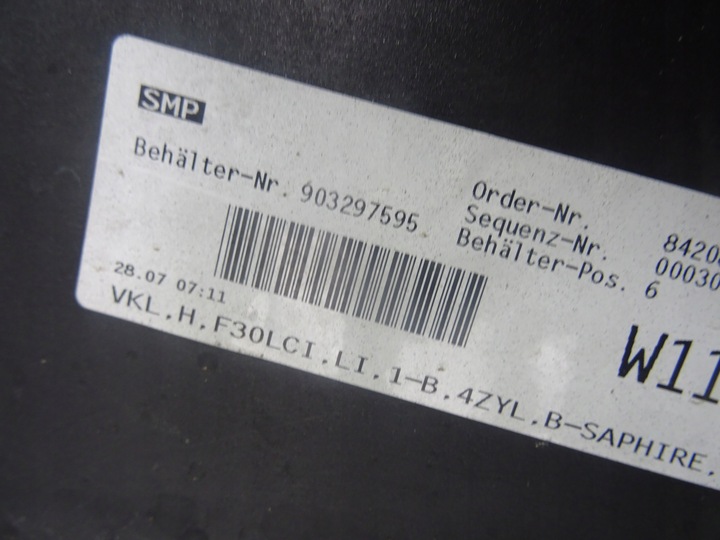 SMP
Behälter-Nr. 903297595
Order-Nr.
Sequenz-Nr. 00030
Behälter-Pos. 6
28.07 07:11
VKL.H.F30LCI.LI.1-B.4ZYL.B-SAPHIRE.